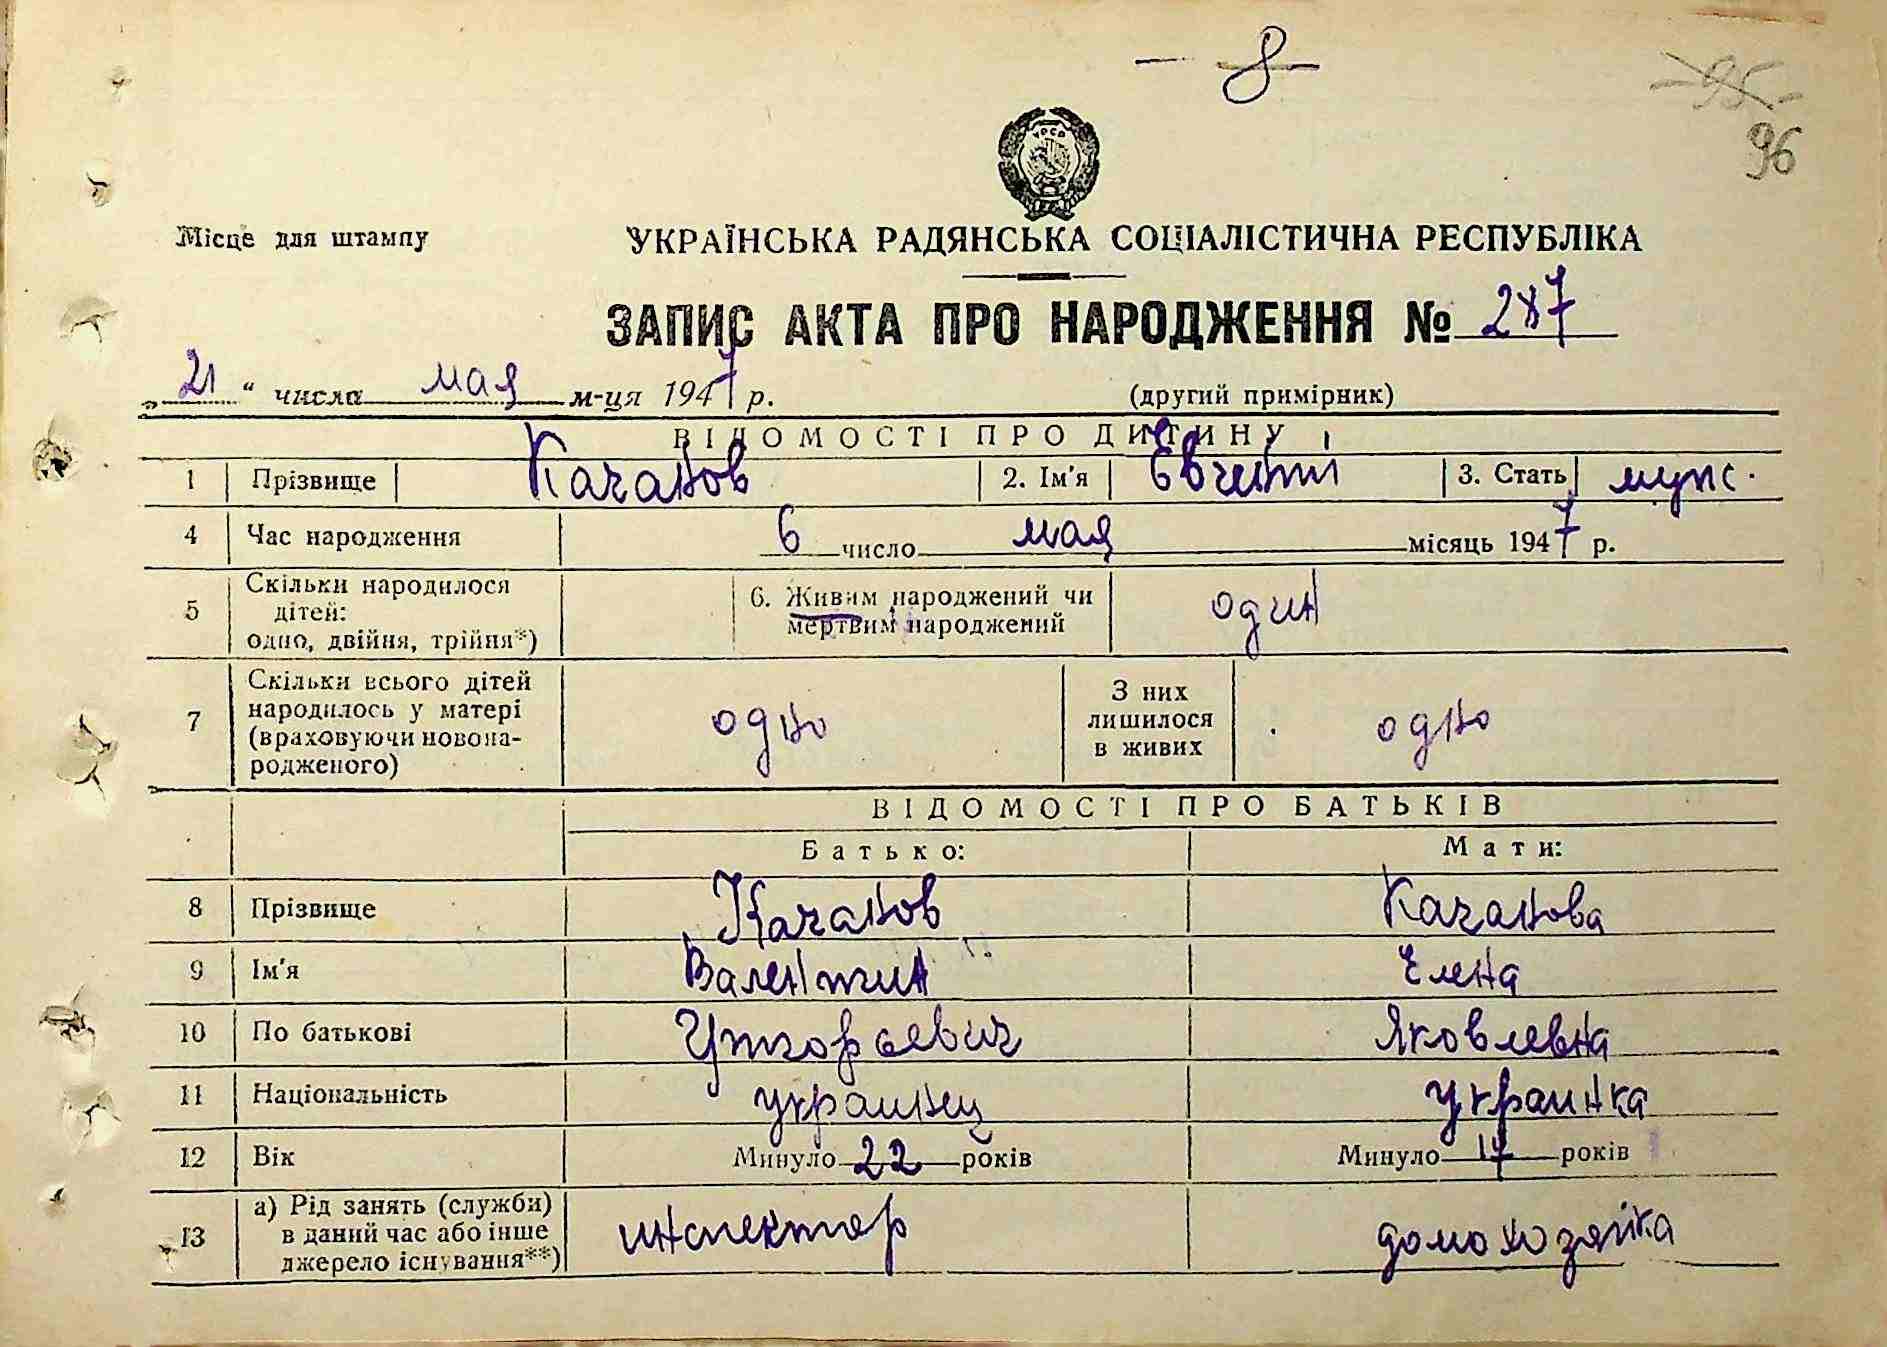 8
95
96
УРСР
Місце для штампу
УКРАЇНСЬКА РАДЯНСЬКА СОЦІАЛІСТИЧНА РЕСПУБЛІКА
ЗАПИС АКТА ПРО НАРОДЖЕННЯ № 287
„21" числа мая м-ця 1947 р. (другий примірник)
ВІДОМОСТІ ПРО ДИТИНУ
1 Прізвище Качанов 2. Ім'я Евгений 3. Стать муж.
4 Час народження 6 число мая місяць 1947 р.
5 Скільки народилося дітей: одно, двійня, трійня*) 6. Живим народжений чи мертвим народжений один
7 Скільки всього дітей народилось у матері (враховуючи новонародженого) одно З них лишилося в живих одно
ВІДОМОСТІ ПРО БАТЬКІВ
Батько: Мати:
8 Прізвище Качанов Качанова
9 Ім'я Валентин Елена
10 По батькові Яковлевна
11 Національність украинец украинка
12 Вік Минуло 22 років Минуло 17 років
13 а) Рід занять (служби) в даний час або інше джерело існування**) инспектор домохозяйка